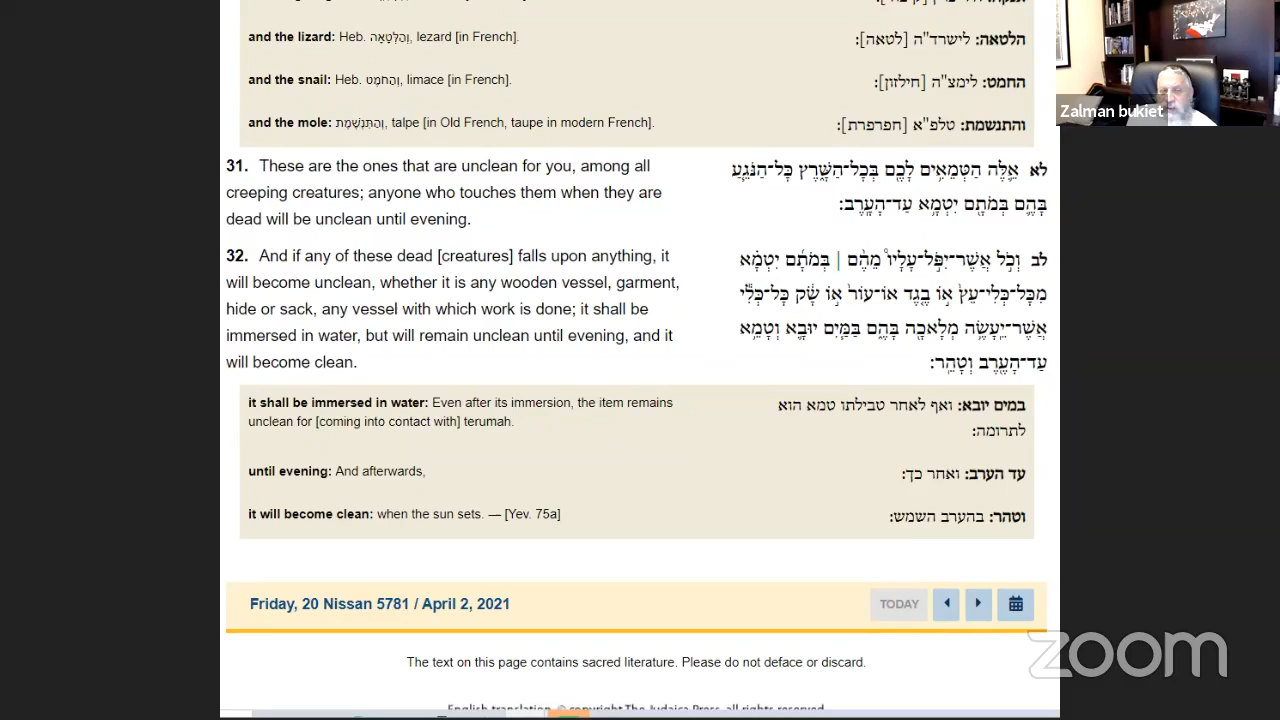 and the lizard: Heb. וְהַלְּטָאָה, lezard [in French].
הלטאה: לישרד"ה [לטאה]:
and the snail: Heb. וְהַחֹמֶט, limace [in French].
החמט: לימצ"ה [חילזון]:
and the mole: וְהַתִּנְשָׁמֶת, talpe [in Old French, taupe in modern French].
והתנשמת: טלפ"א [חפרפרת]:
Zalman bukiet
31. These are the ones that are unclean for you, among all
creeping creatures; anyone who touches them when they are
dead will be unclean until evening.
לא אֵ֛לֶּה הַטְּמֵאִ֥ים לָכֶ֖ם בְּכָל־הַשָּׁ֑רֶץ כָּל־הַנֹּגֵ֧עַ
בָּהֶ֛ם בְּמֹתָ֖ם יִטְמָ֥א עַד־הָעָֽרֶב:
32. And if any of these dead [creatures] falls upon anything, it
will become unclean, whether it is any wooden vessel, garment,
hide or sack, any vessel with which work is done; it shall be
immersed in water, but will remain unclean until evening, and it
will become clean.
לב וְכֹ֣ל אֲשֶׁר־יִפֹּל־עָלָיו֩ מֵהֶ֨ם | בְּמֹתָ֜ם יִטְמָ֗א
מִכָּל־כְּלִי־עֵץ֙ א֣וֹ בֶ֤גֶד אוֹ־עוֹר֙ א֣וֹ שָׂ֔ק כָּל־כְּלִ֕י
אֲשֶׁר־יֵֽעָשֶׂ֥ה מְלָאכָ֖ה בָּהֶ֑ם בַּמַּ֧יִם יוּבָ֛א וְטָמֵ֥א
עַד־הָעֶ֖רֶב וְטָהֵֽר:
it shall be immersed in water: Even after its immersion, the item remains
unclean for [coming into contact with] terumah.
במים יובא: ואף לאחר טבילתו טמא הוא
לתרומה:
until evening: And afterwards,
עד הערב: ואחר כך:
it will become clean: when the sun sets. — [Yev. 75a]
וטהר: בהערב השמש:
Friday, 20 Nissan 5781 / April 2, 2021
TODAY
The text on this page contains sacred literature. Please do not deface or discard.
zoom
English translation © copyright The Judaica Press, all rights reserved